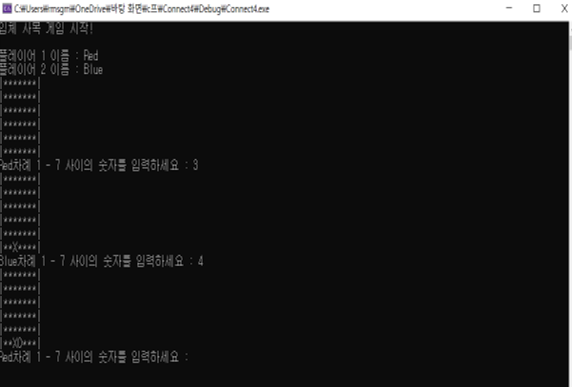 C:₩Users₩rmsgm₩OneDrive₩바탕 화면₩c프₩Connect4₩Debug₩Connect4.exe
입체 사목 게임 시작!
플레이어 1 이름 : Red
플레이어 2 이름 : Blue
|*******|
|*******|
|*******|
|*******|
|*******|
|*******|
Red차례 1 - 7 사이의 숫자를 입력하세요 : 3
|*******|
|*******|
|*******|
|*******|
|*******|
|**X****|
Blue차례 1 - 7 사이의 숫자를 입력하세요 : 4
|*******|
|*******|
|*******|
|*******|
|*******|
|**XO***|
Red차례 1 - 7 사이의 숫자를 입력하세요 :